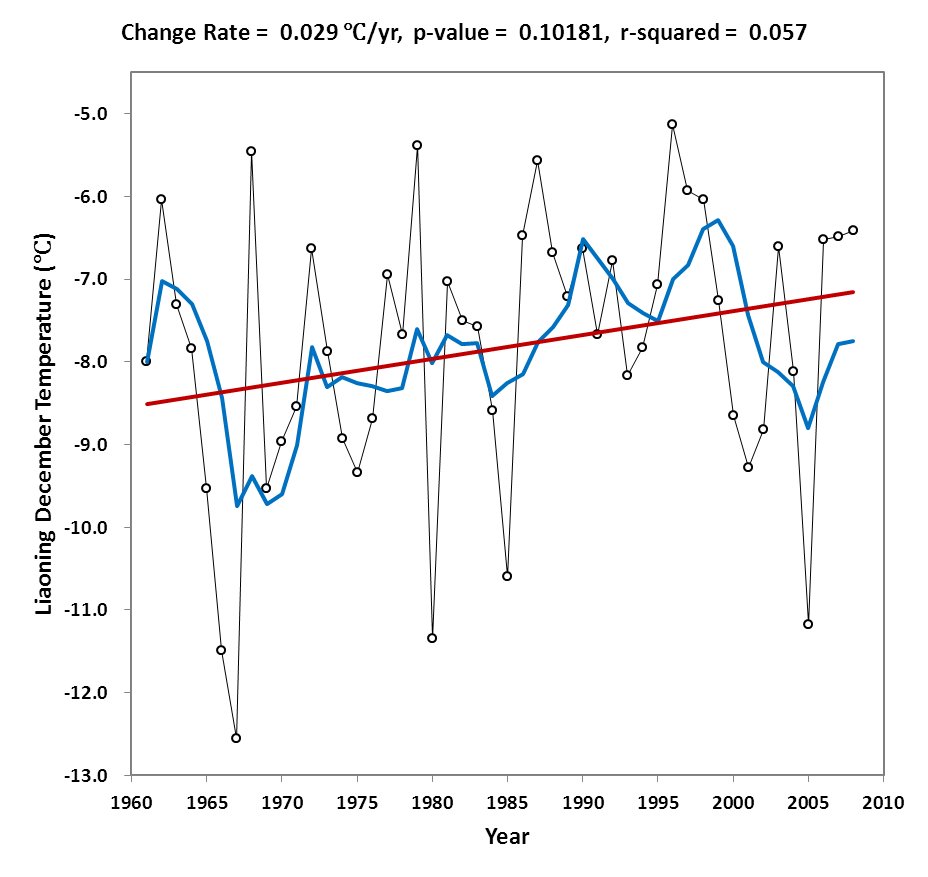 Change Rate = 0.029 ℃/yr, p-value = 0.10181, r-squared = 0.057
-5.0
-6.0
-7.0
-8.0
-9.0
-10.0
-11.0
-12.0
-13.0
Liaoning December Temperature (℃)
1960 1965 1970 1975 1980 1985 1990 1995 2000 2005 2010
Year